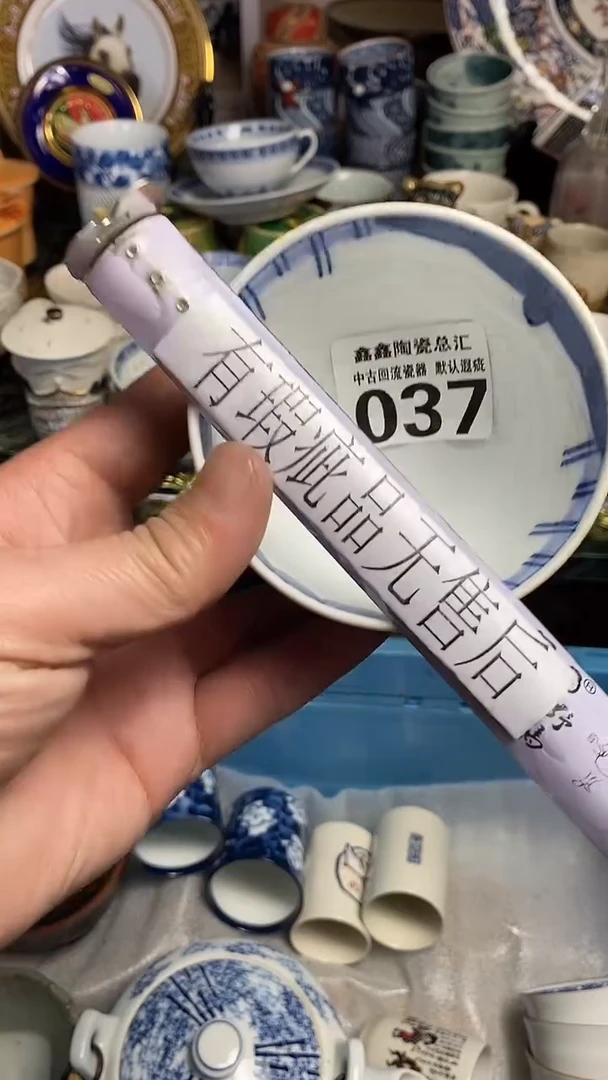 鑫鑫陶瓷总汇
中古回流瓷器 默认瑕疵
037
有瑕疵品无售后
野